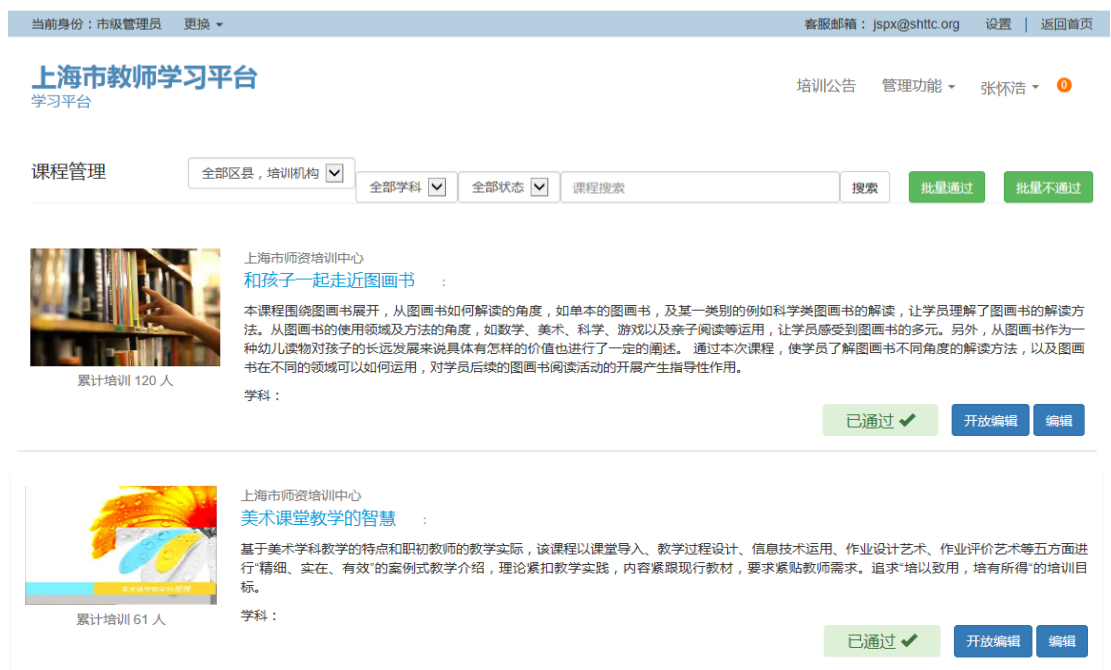 当前身份：市级管理员 更换
客服邮箱： jspx@shttc.org 设置 | 返回首页
上海市教师学习平台
学习平台
培训公告 管理功能 张怀浩 0
课程管理
全部区县，培训机构 全部学科 全部状态 课程搜索 搜索 批量通过 批量不通过
上海市师资培训中心
和孩子一起走近图画书 ：
本课程围绕图画书展开，从图画书如何解读的角度，如单本的图画书，及某一类别的例如科学类图画书的解读，让学员理解了图画书的解读方
法。从图画书的使用领域及方法的角度，如数学、美术、科学、游戏以及亲子阅读等运用，让学员感受到图画书的多元。另外，从图画书作为一
种幼儿读物对孩子的长远发展来说具体有怎样的价值也进行了一定的阐述。 通过本次课程，使学员了解图画书不同角度的解读方法，以及图画
书在不同的领域可以如何运用，对学员后续的图画书阅读活动的开展产生指导性作用。
累计培训 120 人
学科：
已通过 ✔ 开放编辑 编辑
上海市师资培训中心
美术课堂教学的智慧 ：
基于美术学科教学的特点和职初教师的教学实际，该课程以课堂导入、教学过程设计、信息技术运用、作业设计艺术、作业评价艺术等五方面进
行“精细、实在、有效”的案例式教学介绍，理论紧扣教学实践，内容紧跟现行教材，要求紧贴教师需求。追求“培以致用，培有所得”的培训目
标。
美术课堂教学的智慧
累计培训 61 人
学科：
已通过 ✔ 开放编辑 编辑